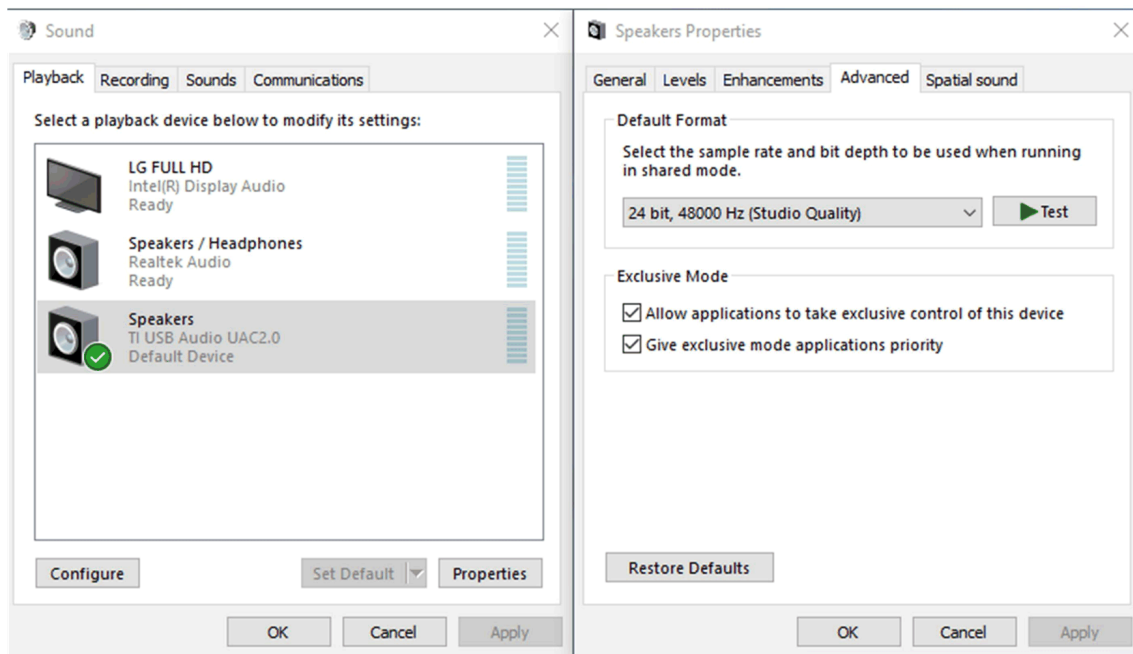 Sound
Playback Recording Sounds Communications
Select a playback device below to modify its settings:
LG FULL HD
Intel(R) Display Audio
Ready
Speakers / Headphones
Realtek Audio
Ready
Speakers
TI USB Audio UAC2.0
Default Device
Configure Set Default Properties
OK Cancel Apply
Speakers Properties
General Levels Enhancements Advanced Spatial sound
Default Format
Select the sample rate and bit depth to be used when running
in shared mode.
24 bit, 48000 Hz (Studio Quality) Test
Exclusive Mode
Allow applications to take exclusive control of this device
Give exclusive mode applications priority
Restore Defaults
OK Cancel Apply